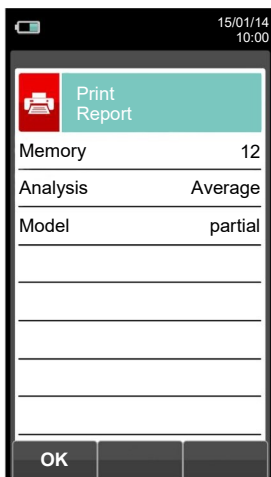 15/01/14
10:00
Print
Report
Memory 12
Analysis Average
Model partial
OK